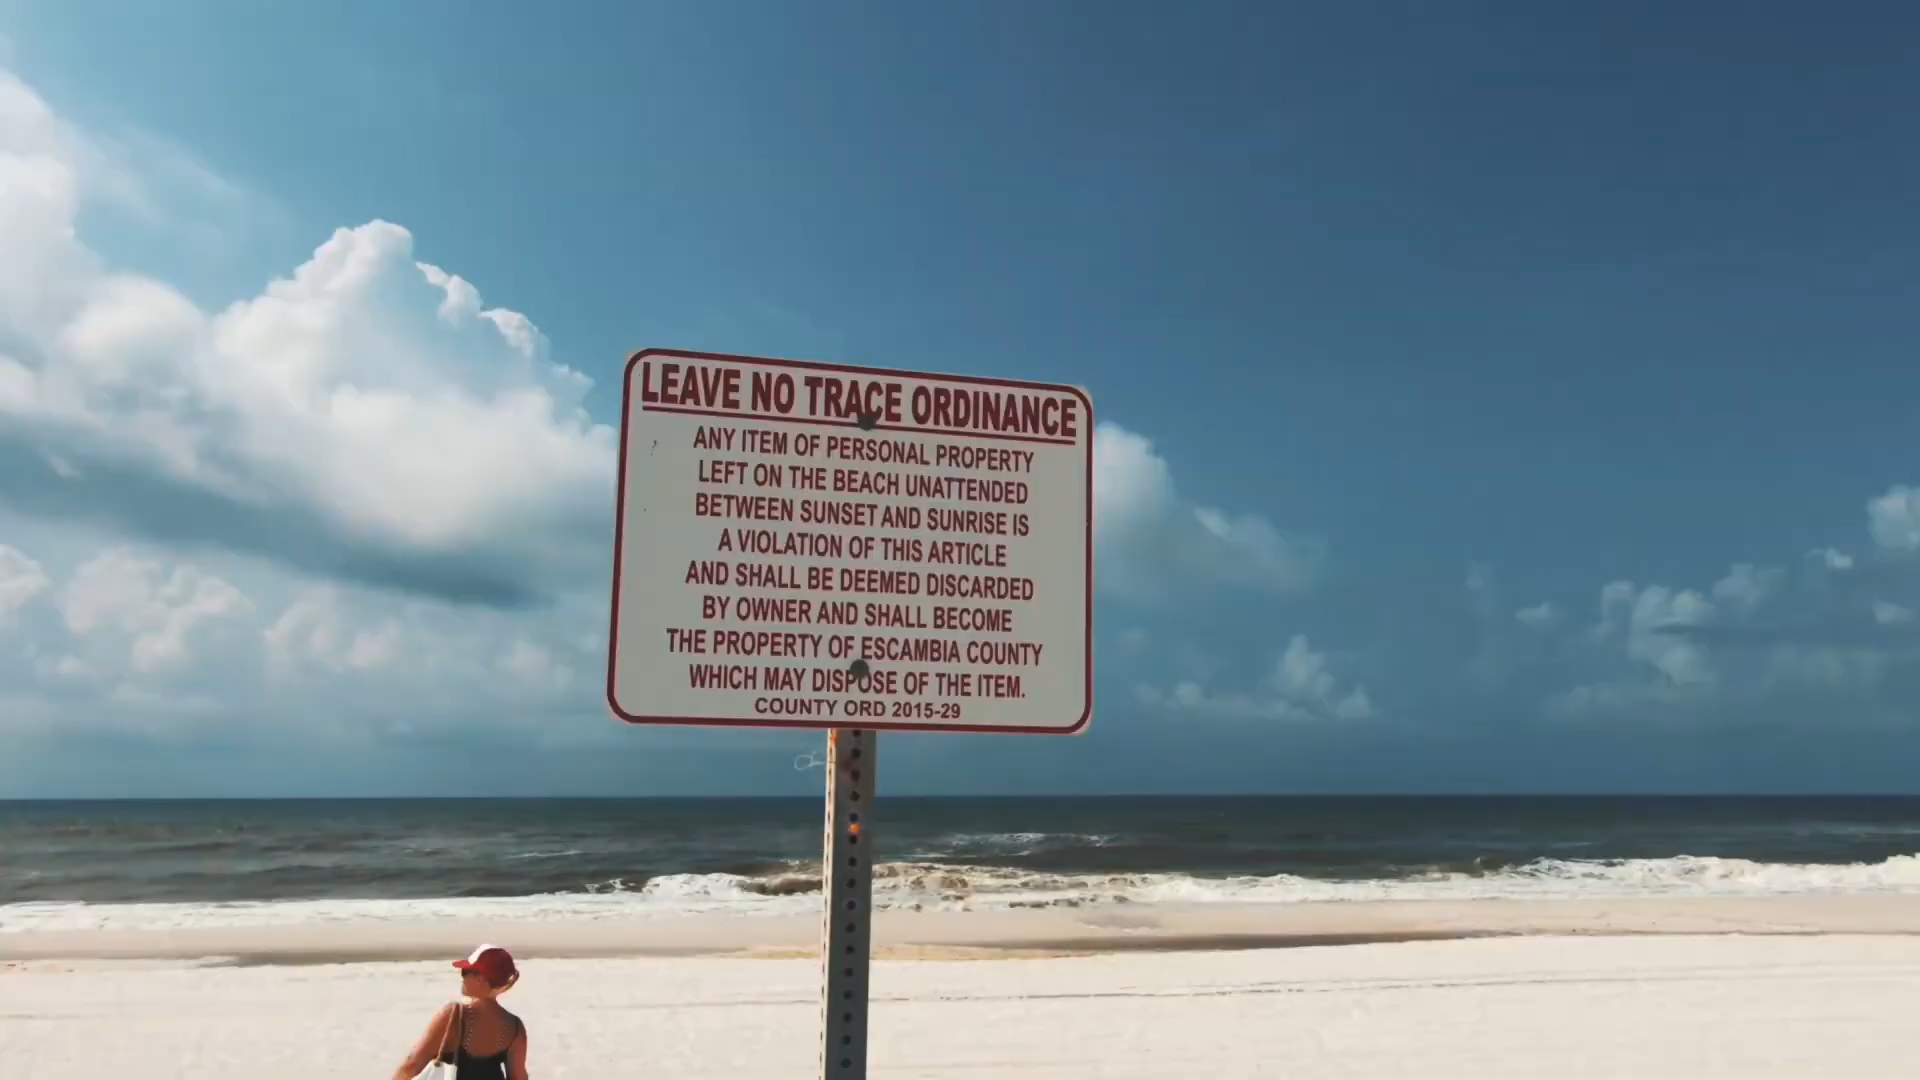 LEAVE NO TRACE ORDINANCE
ANY ITEM OF PERSONAL PROPERTY
LEFT ON THE BEACH UNATTENDED
BETWEEN SUNSET AND SUNRISE IS
A VIOLATION OF THIS ARTICLE
AND SHALL BE DEEMED DISCARDED
BY OWNER AND SHALL BECOME
THE PROPERTY OF ESCAMBIA COUNTY
WHICH MAY DISPOSE OF THE ITEM.
COUNTY ORD 2015-29